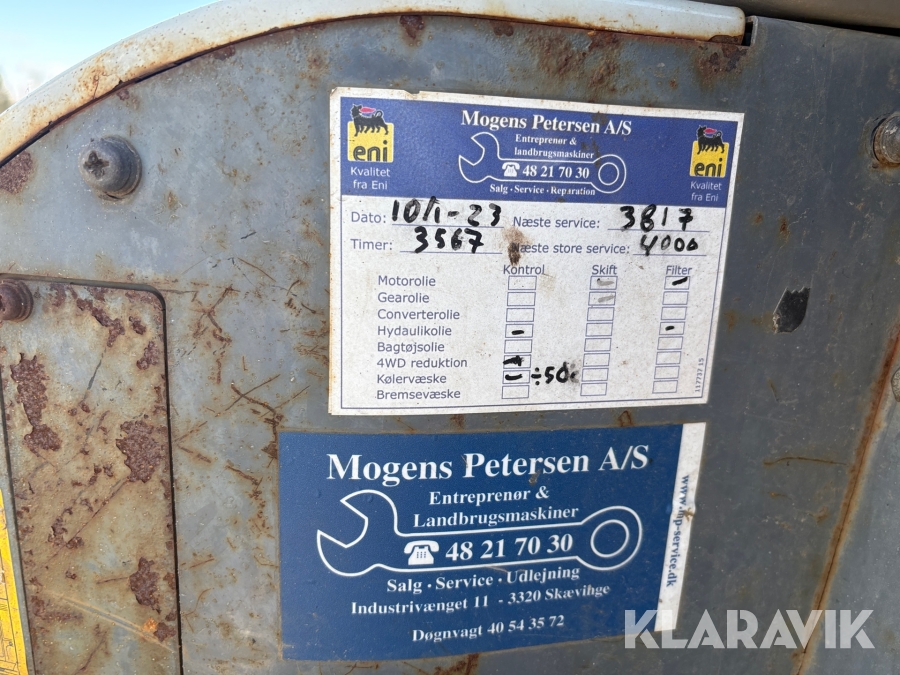 Mogens Petersen A/S
Entreprenør &
landbrugsmaskiner
48 21 70 30
Salg · Service · Reparation
eni
Kvalitet
fra Eni
eni
Kvalitet
fra Eni
Dato: 10/1-23 Næste service: 3817
Timer: 3567 Næste store service: 4000
Kontrol Skift Filter
Motorolie
Gearolie
Converterolie
Hydaulikolie
Bagtøjsolie
4WD reduktion
Kølervæske ÷50
Bremsevæske
Mogens Petersen A/S
Entreprenør &
Landbrugsmaskiner
48 21 70 30
Salg · Service · Udlejning
Industrivænget 11 - 3320 Skævihge
Døgnvagt 40 54 35 72
www.mp-service.dk
KLARAVIK